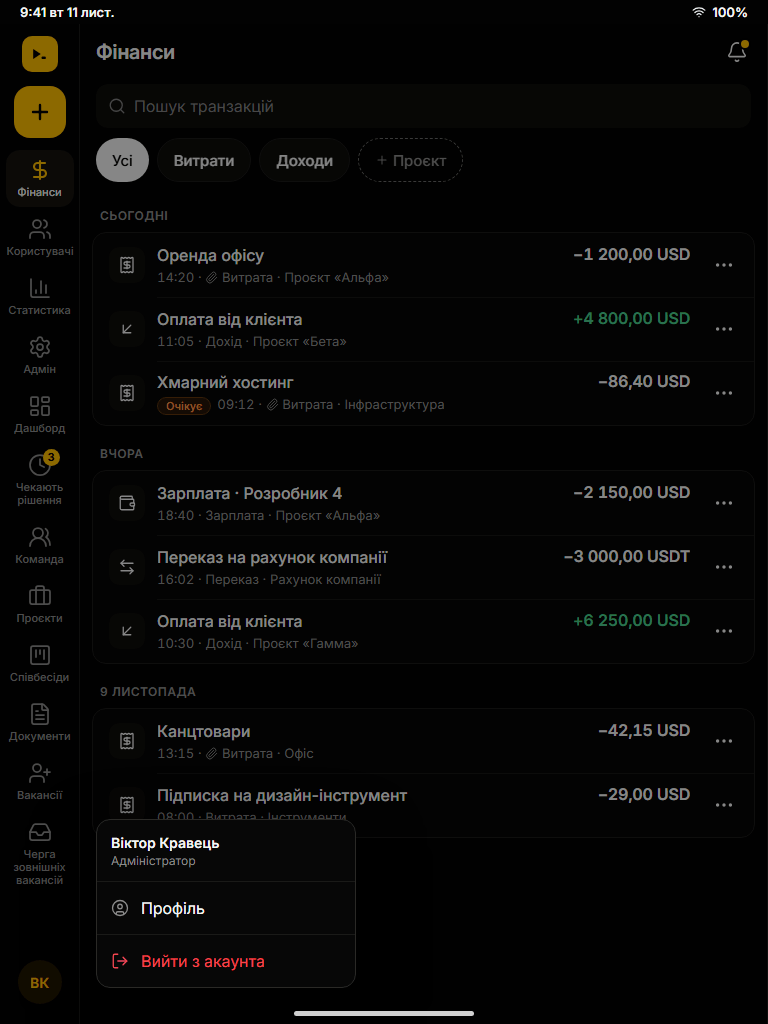 9:41 вт 11 лист.
100%
Фінанси
Пошук транзакцій
Усі
Витрати
Доходи
+ Проєкт
Фінанси
Користувачі
Статистика
Адмін
Дашборд
3
Чекають
рішення
Команда
Проєкти
Співбесіди
Документи
Вакансії
Черга
зовнішніх
вакансій
ВК
СЬОГОДНІ
Оренда офісу
−1 200,00 USD
14:20 · Витрата · Проєкт «Альфа»
Оплата від клієнта
+4 800,00 USD
11:05 · Дохід · Проєкт «Бета»
Хмарний хостинг
−86,40 USD
Очікує 09:12 · Витрата · Інфраструктура
ВЧОРА
Зарплата · Розробник 4
−2 150,00 USD
18:40 · Зарплата · Проєкт «Альфа»
Переказ на рахунок компанії
−3 000,00 USDT
16:02 · Переказ · Рахунок компанії
Оплата від клієнта
+6 250,00 USD
10:30 · Дохід · Проєкт «Гамма»
9 ЛИСТОПАДА
Канцтовари
−42,15 USD
13:15 · Витрата · Офіс
Підписка на дизайн-інструмент
−29,00 USD
08:00 · Витрата · Інструменти
Віктор Кравець
Адміністратор
Профіль
Вийти з акаунта